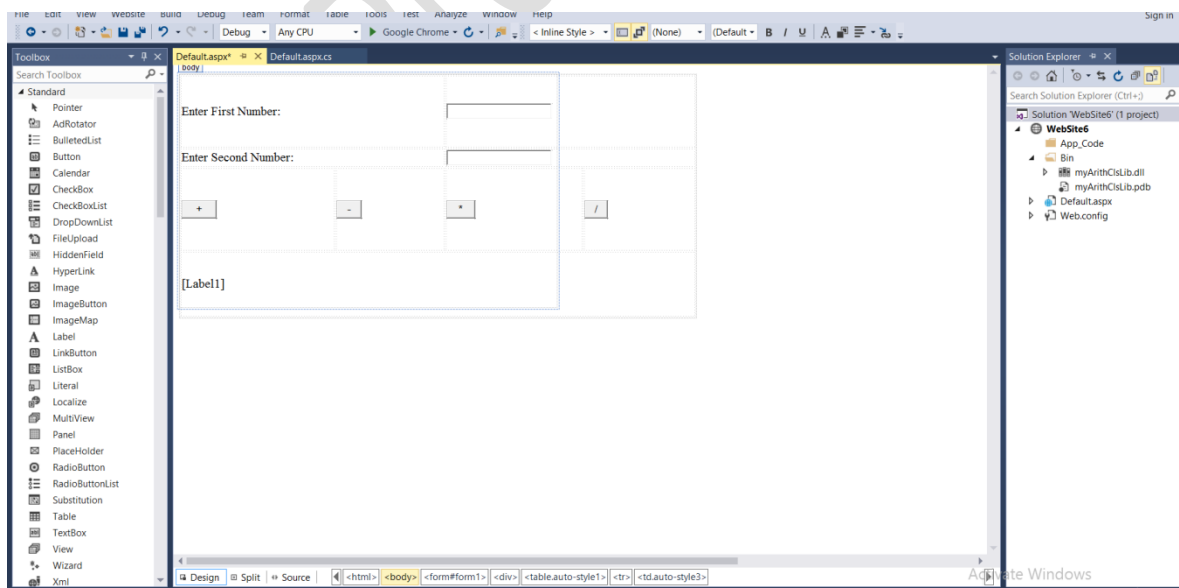 File Edit View Website Build Debug Team Format Table Tools Test Analyze Window Help Sign in
Debug Any CPU Google Chrome < Inline Style > (None) (Default B I U A
Toolbox
Search Toolbox
Standard
Pointer
AdRotator
BulletedList
Button
Calendar
CheckBox
CheckBoxList
DropDownList
FileUpload
HiddenField
HyperLink
Image
ImageButton
ImageMap
Label
LinkButton
ListBox
Literal
Localize
MultiView
Panel
PlaceHolder
RadioButton
RadioButtonList
Substitution
Table
TextBox
View
Wizard
Xml
Default.aspx* Default.aspx.cs
body
Enter First Number:
Enter Second Number:
+ - * /
[Label1]
Design Split Source <html> <body> <form#form1> <div> <table.auto-style1> <tr> <td.auto-style3>
Solution Explorer
Search Solution Explorer (Ctrl+;)
Solution 'WebSite6' (1 project)
WebSite6
App_Code
Bin
myArithClsLib.dll
myArithClsLib.pdb
Default.aspx
Web.config
Activate Windows